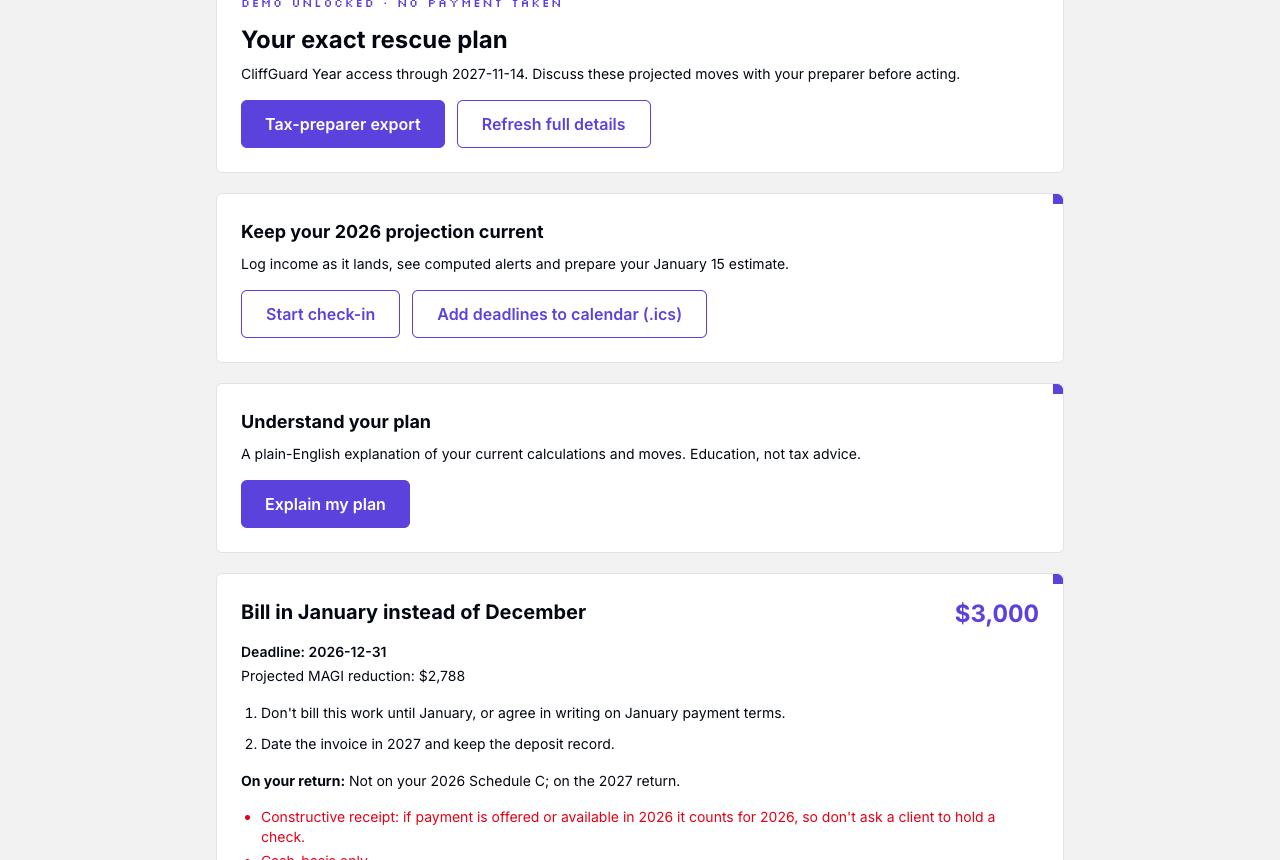 DEMO UNLOCKED · NO PAYMENT TAKEN
Your exact rescue plan
CliffGuard Year access through 2027-11-14. Discuss these projected moves with your preparer before acting.
Tax-preparer export
Refresh full details
Keep your 2026 projection current
Log income as it lands, see computed alerts and prepare your January 15 estimate.
Start check-in
Add deadlines to calendar (.ics)
Understand your plan
A plain-English explanation of your current calculations and moves. Education, not tax advice.
Explain my plan
Bill in January instead of December
$3,000
Deadline: 2026-12-31
Projected MAGI reduction: $2,788
1. Don't bill this work until January, or agree in writing on January payment terms.
2. Date the invoice in 2027 and keep the deposit record.
On your return: Not on your 2026 Schedule C; on the 2027 return.
• Constructive receipt: if payment is offered or available in 2026 it counts for 2026, so don't ask a client to hold a
check.
• Cash-basis only